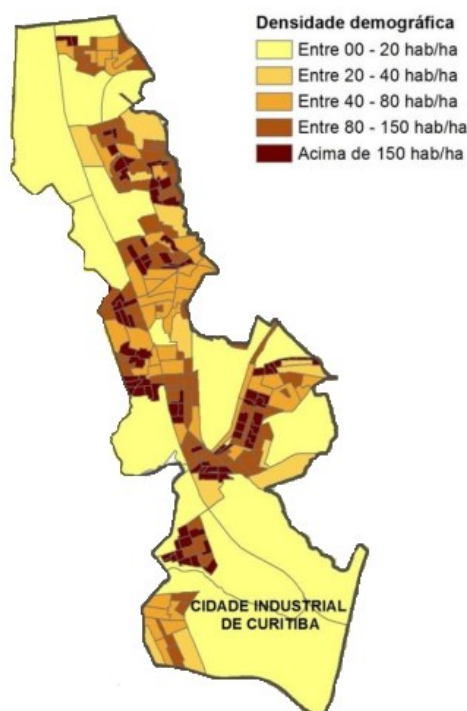 Densidade demográfica
Entre 00 - 20 hab/ha
Entre 20 - 40 hab/ha
Entre 40 - 80 hab/ha
Entre 80 - 150 hab/ha
Acima de 150 hab/ha
CIDADE INDUSTRIAL
DE CURITIBA